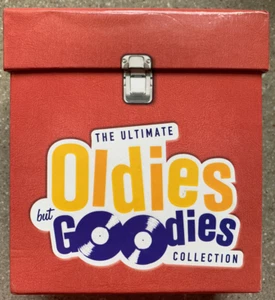 THE ULTIMATE
Oldies
but
GOOdies
COLLECTION